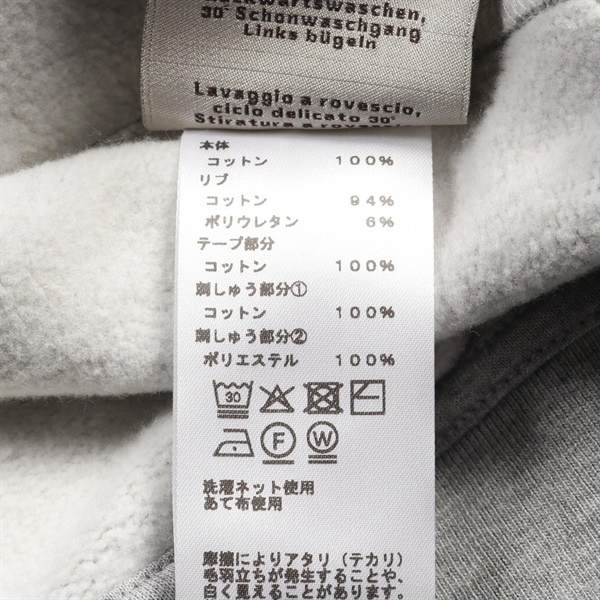 30° Schonwaschgang
Links bügeln
Lavaggio a rovescio,
ciclo delicato 30°
Stiratura a
本体
コットン 100%
リブ
コットン 94%
ポリウレタン 6%
テープ部分
コットン 100%
刺しゅう部分①
コットン 100%
刺しゅう部分②
ポリエステル 100%
30
F W
洗濯ネット使用
あて布使用
摩擦によりアタリ（テカリ）
毛羽立ちが発生することや、
白く見えることがあります。